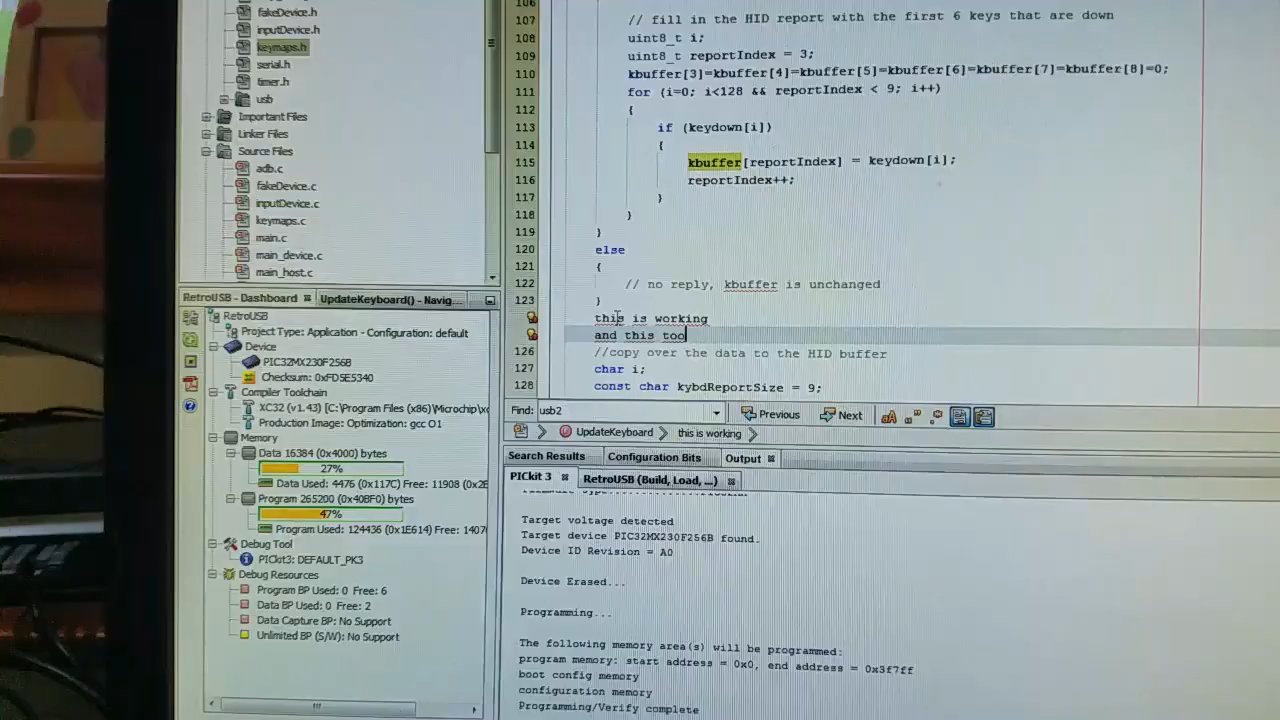 fakeDevice.h
inputDevice.h
keymaps.h
serial.h
timer.h
usb
Important Files
Linker Files
Source Files
adb.c
fakeDevice.c
inputDevice.c
keymaps.c
main.c
main_device.c
main_host.c
RetroUSB - Dashboard
UpdateKeyboard() - Navig...
RetroUSB
Project Type: Application - Configuration: default
Device
PIC32MX230F256B
Checksum: 0xFD5E5340
Compiler Toolchain
XC32 (v1.43) [C:\Program Files (x86)\Microchip\xc
Production Image: Optimization: gcc O1
Memory
Data 16384 (0x4000) bytes
27%
Data Used: 4476 (0x117C) Free: 11908 (0x2E
Program 265200 (0x40BF0) bytes
47%
Program Used: 124436 (0x1E614) Free: 1407
Debug Tool
PICkit3: DEFAULT_PK3
Debug Resources
Program BP Used: 0 Free: 6
Data BP Used: 0 Free: 2
Data Capture BP: No Support
Unlimited BP (S/W): No Support
106
107 // fill in the HID report with the first 6 keys that are down
108 uint8_t i;
109 uint8_t reportIndex = 3;
110 kbuffer[3]=kbuffer[4]=kbuffer[5]=kbuffer[6]=kbuffer[7]=kbuffer[8]=0;
111 for (i=0; i<128 && reportIndex < 9; i++)
112 {
113 if (keydown[i])
114 {
115 kbuffer[reportIndex] = keydown[i];
116 reportIndex++;
117 }
118 }
119 }
120 else
121 {
122 // no reply, kbuffer is unchanged
123 }
this is working
and this too
126 //copy over the data to the HID buffer
127 char i;
128 const char kybdReportSize = 9;
Find: usb2 Previous Next
UpdateKeyboard this is working
Search Results Configuration Bits Output
PICkit 3 RetroUSB (Build, Load, ...)
Target voltage detected
Target device PIC32MX230F256B found.
Device ID Revision = A0
Device Erased...
Programming...
The following memory area(s) will be programmed:
program memory: start address = 0x0, end address = 0x3f7ff
boot config memory
configuration memory
Programming/Verify complete